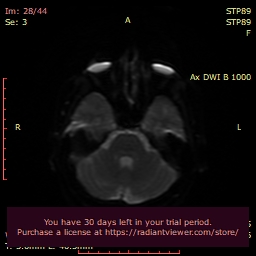 Im: 28/44
Se: 3
A
STP89
STP89
F
Ax DWI B 1000
R
L
You have 30 days left in your trial period.
Purchase a license at https://radiantviewer.com/store/